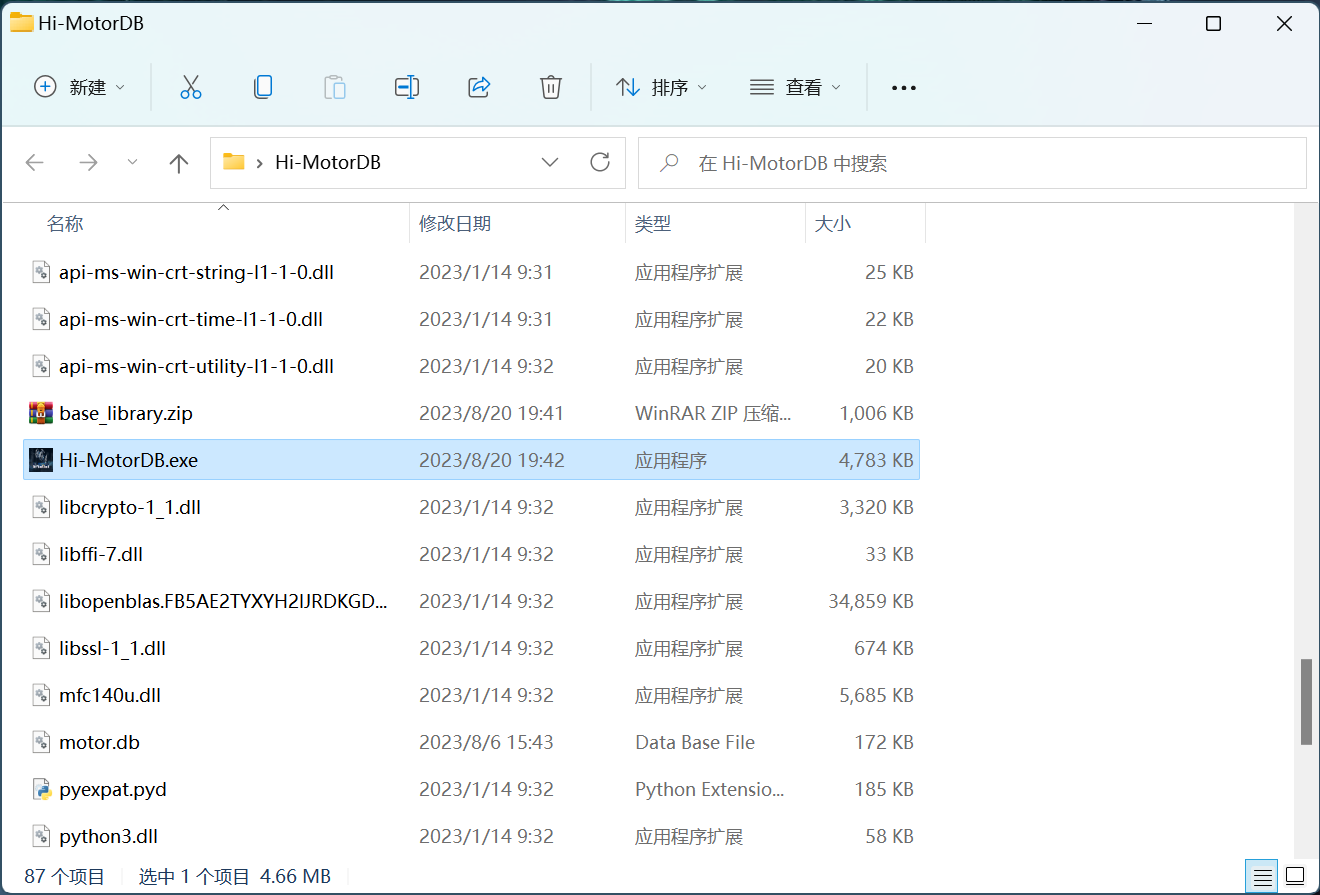 Hi-MotorDB
新建 排序 查看
Hi-MotorDB 在 Hi-MotorDB 中搜索
名称 修改日期 类型 大小
api-ms-win-crt-string-l1-1-0.dll 2023/1/14 9:31 应用程序扩展 25 KB
api-ms-win-crt-time-l1-1-0.dll 2023/1/14 9:31 应用程序扩展 22 KB
api-ms-win-crt-utility-l1-1-0.dll 2023/1/14 9:32 应用程序扩展 20 KB
base_library.zip 2023/8/20 19:41 WinRAR ZIP 压缩... 1,006 KB
Hi-MotorDB.exe 2023/8/20 19:42 应用程序 4,783 KB
libcrypto-1_1.dll 2023/1/14 9:32 应用程序扩展 3,320 KB
libffi-7.dll 2023/1/14 9:32 应用程序扩展 33 KB
libopenblas.FB5AE2TYXYH2IJRDKGD... 2023/1/14 9:32 应用程序扩展 34,859 KB
libssl-1_1.dll 2023/1/14 9:32 应用程序扩展 674 KB
mfc140u.dll 2023/1/14 9:32 应用程序扩展 5,685 KB
motor.db 2023/8/6 15:43 Data Base File 172 KB
pyexpat.pyd 2023/1/14 9:32 Python Extensio... 185 KB
python3.dll 2023/1/14 9:32 应用程序扩展 58 KB
87 个项目 选中 1 个项目 4.66 MB